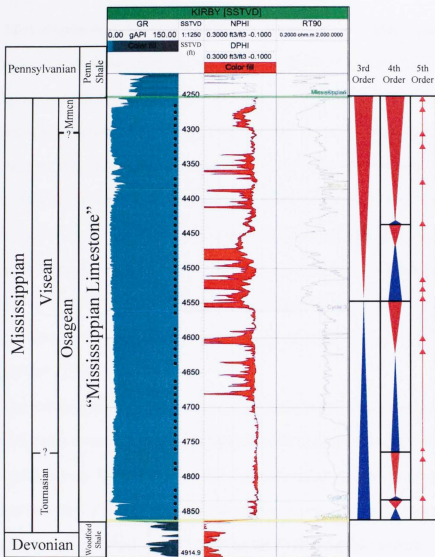 KIRBY [SSTVD]
GR SSTVD NPHI RT90
0.00 gAPI 150.00 1:1250 0.3000 ft3/ft3 -0.1000 0.2000 ohm.m 2,000.0000
Color fill SSTVD DPHI
(ft) 0.3000 ft3/ft3 -0.1000
Color fill
3rd Order
4th Order
5th Order
Pennsylvanian
Penn. Shale
Mississippian
4250
4300
4350
4400
4450
4500
4550
4600
4650
4700
4750
4800
4850
4914.9
Mississippian
Visean
Tournasian
Mrmcn
-?-
Osagean
-?-
"Mississippian Limestone"
Devonian
Woodford Shale